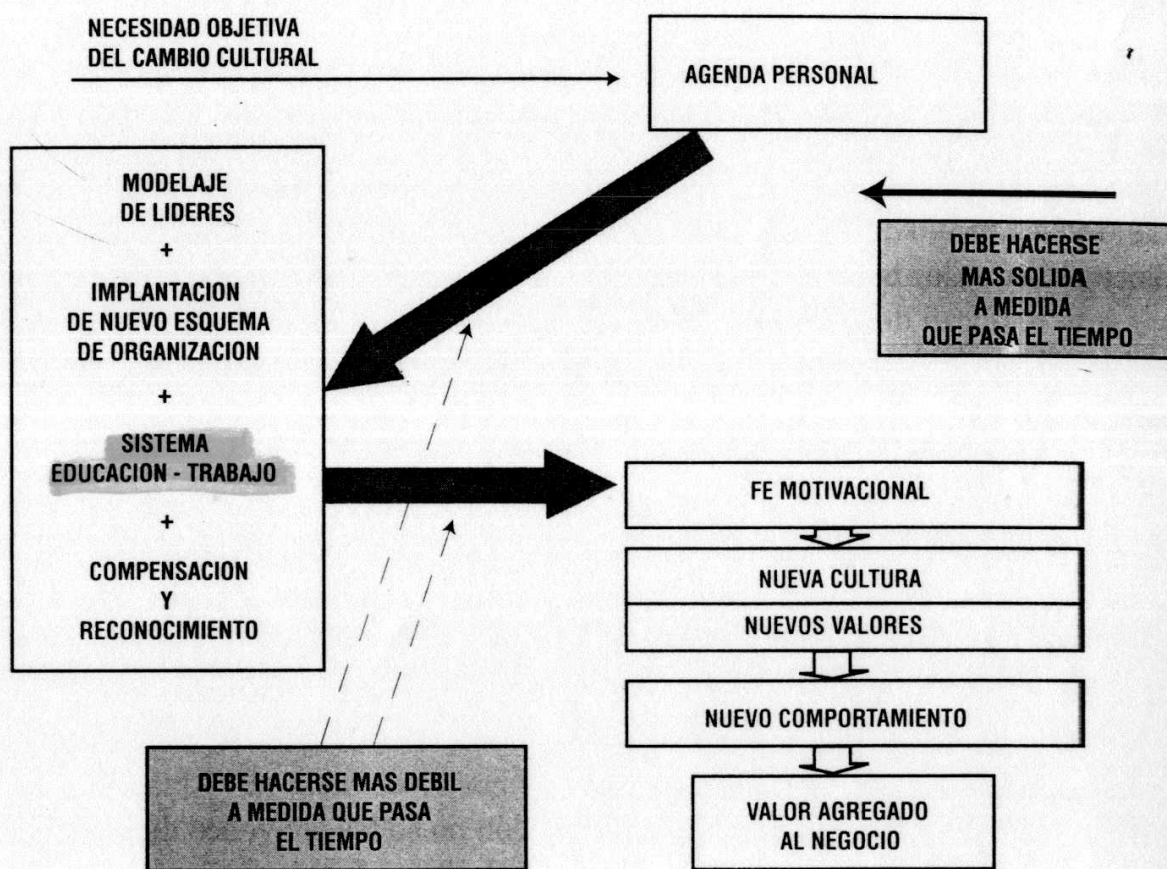 NECESIDAD OBJETIVA
DEL CAMBIO CULTURAL
AGENDA PERSONAL
MODELAJE
DE LIDERES
+
IMPLANTACION
DE NUEVO ESQUEMA
DE ORGANIZACION
+
SISTEMA
EDUCACION - TRABAJO
+
COMPENSACION
Y
RECONOCIMIENTO
DEBE HACERSE
MAS SOLIDA
A MEDIDA
QUE PASA EL TIEMPO
FE MOTIVACIONAL
NUEVA CULTURA
NUEVOS VALORES
NUEVO COMPORTAMIENTO
VALOR AGREGADO
AL NEGOCIO
DEBE HACERSE MAS DEBIL
A MEDIDA QUE PASA
EL TIEMPO